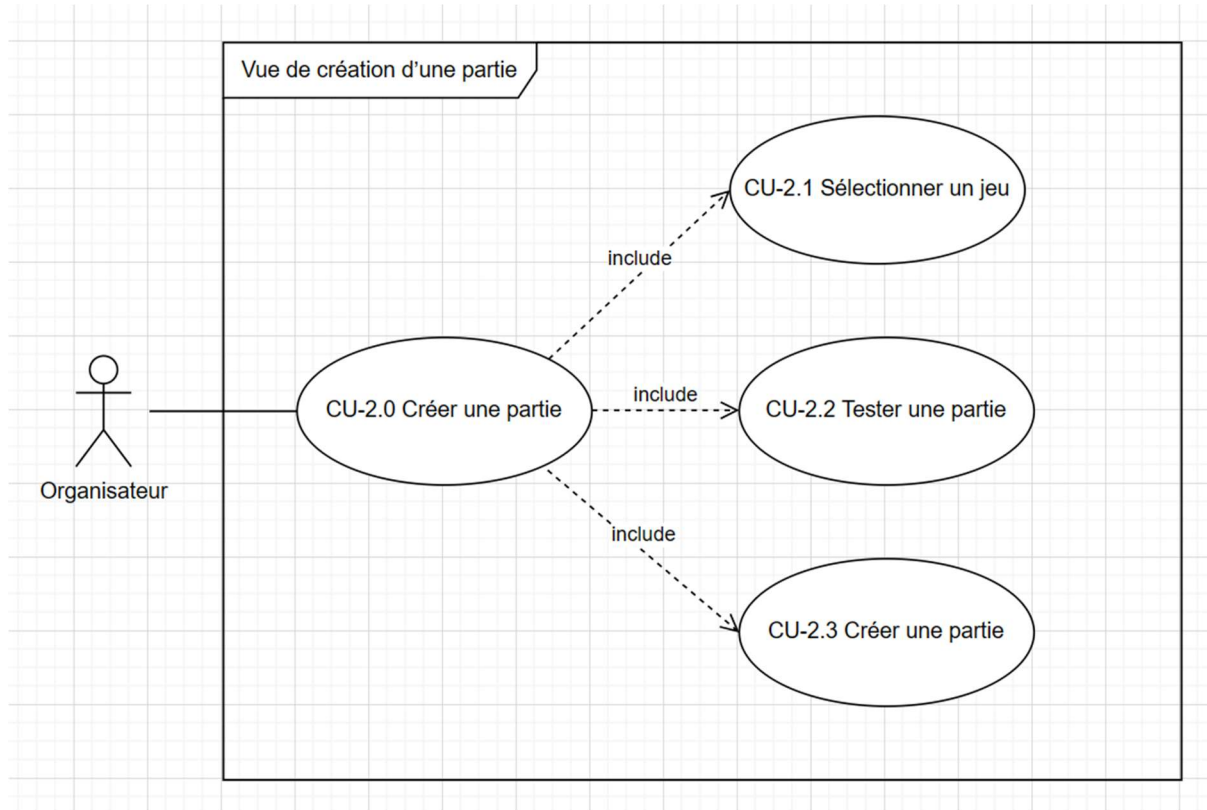 Vue de création d’une partie
CU-2.1 Sélectionner un jeu
include
include
CU-2.0 Créer une partie
CU-2.2 Tester une partie
Organisateur
include
CU-2.3 Créer une partie